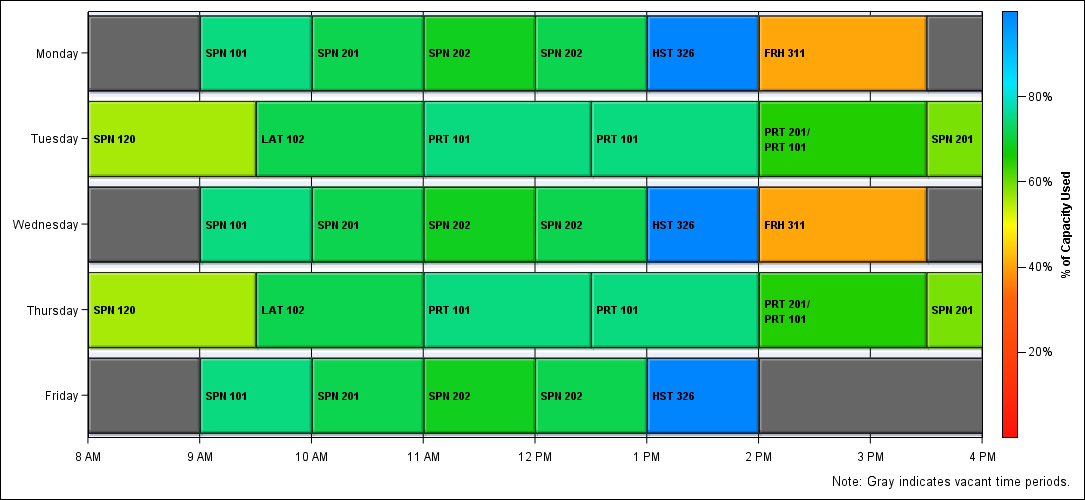 Monday
SPN 101
SPN 201
SPN 202
SPN 202
HST 326
FRH 311
Tuesday
SPN 120
LAT 102
PRT 101
PRT 101
PRT 201/
PRT 101
SPN 201
Wednesday
SPN 101
SPN 201
SPN 202
SPN 202
HST 326
FRH 311
Thursday
SPN 120
LAT 102
PRT 101
PRT 101
PRT 201/
PRT 101
SPN 201
Friday
SPN 101
SPN 201
SPN 202
SPN 202
HST 326
8 AM
9 AM
10 AM
11 AM
12 PM
1 PM
2 PM
3 PM
4 PM
80%
60%
40%
20%
% of Capacity Used
Note: Gray indicates vacant time periods.